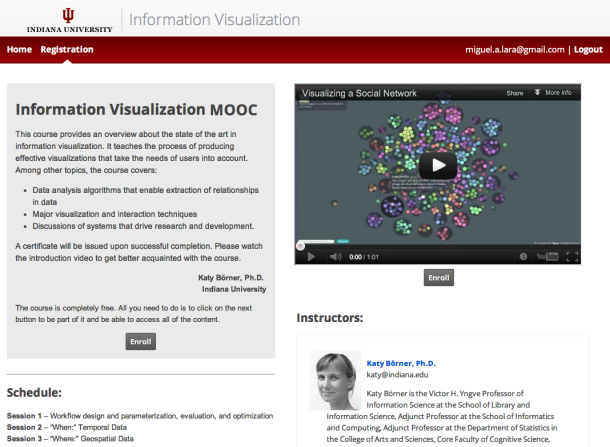 INDIANA UNIVERSITY
Information Visualization
Home Registration
miguel.a.lara@gmail.com | Logout
Information Visualization MOOC
This course provides an overview about the state of the art in
information visualization. It teaches the process of producing
effective visualizations that take the needs of users into account.
Among other topics, the course covers:
• Data analysis algorithms that enable extraction of relationships
in data
• Major visualization and interaction techniques
• Discussions of systems that drive research and development.
A certificate will be issued upon successful completion. Please watch
the introduction video to get better acquainted with the course.
Katy Börner, Ph.D.
Indiana University
The course is completely free. All you need to do is to click on the next
button to be part of it and be able to access all of the content.
Enroll
Schedule:
Session 1 – Workflow design and parameterization, evaluation, and optimization
Session 2 – "When:" Temporal Data
Session 3 – "Where:" Geospatial Data
Visualizing a Social Network
Share More info
0:00 / 1:01
YouTube
Enroll
Instructors:
Katy Börner, Ph.D.
katy@indiana.edu
Katy Börner is the Victor H. Yngve Professor of
Information Science at the School of Library and
Information Science, Adjunct Professor at the School of Informatics
and Computing, Adjunct Professor at the Department of Statistics in
the College of Arts and Sciences, Core Faculty of Cognitive Science,